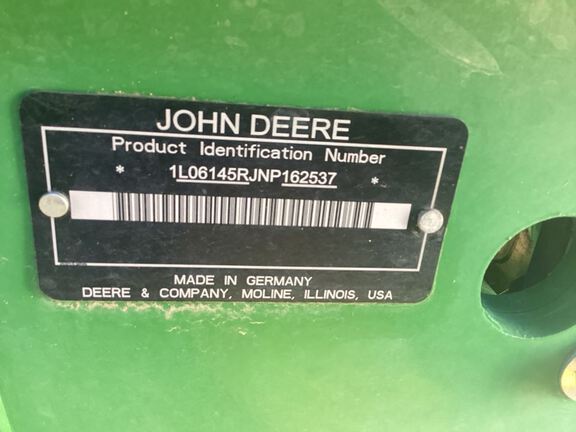 JOHN DEERE
Product Identification Number
* 1L06145RJNP162537 *
MADE IN GERMANY
DEERE & COMPANY, MOLINE, ILLINOIS, USA